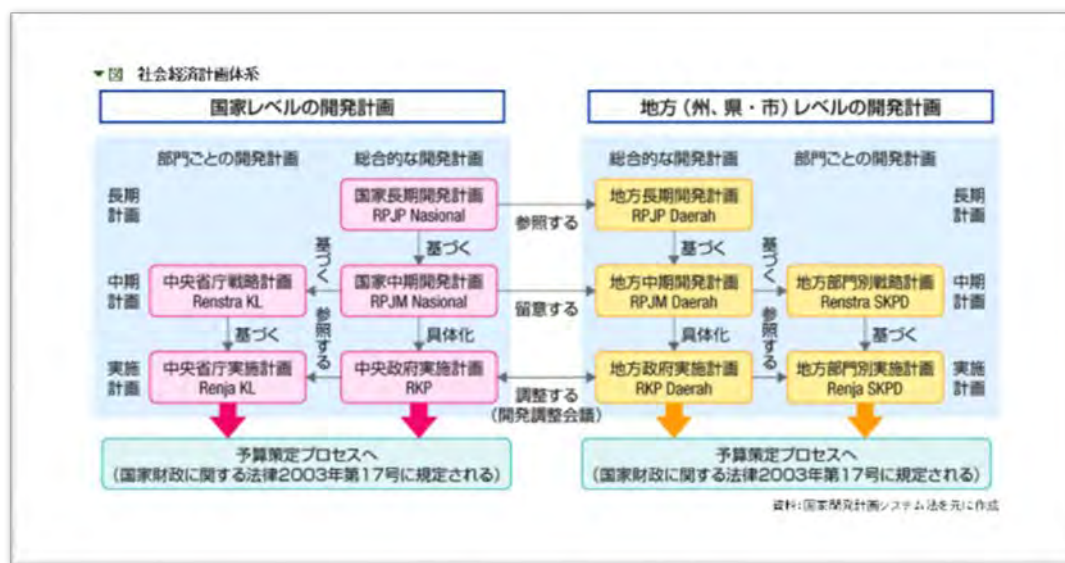 ▼図 社会経済計画体系
国家レベルの開発計画
部門ごとの開発計画
総合的な開発計画
長期
計画
国家長期開発計画
RPJP Nasional
基づく
基づく
中期
計画
中央省庁戦略計画
Renstra KL
国家中期開発計画
RPJM Nasional
基づく
参照する
具体化
実施
計画
中央省庁実施計画
Renja KL
中央政府実施計画
RKP
予算策定プロセスへ
(国家財政に関する法律2003年第17号に規定される)
参照する
留意する
調整する
(開発調整会議)
地方(州、県・市)レベルの開発計画
総合的な開発計画
部門ごとの開発計画
地方長期開発計画
RPJP Daerah
長期
計画
基づく
基づく
地方中期開発計画
RPJM Daerah
地方部門別戦略計画
Renstra SKPD
中期
計画
具体化
参照する
基づく
地方政府実施計画
RKP Daerah
地方部門別実施計画
Renja SKPD
実施
計画
予算策定プロセスへ
(国家財政に関する法律2003年第17号に規定される)
資料:国家開発計画システム法を元に作成